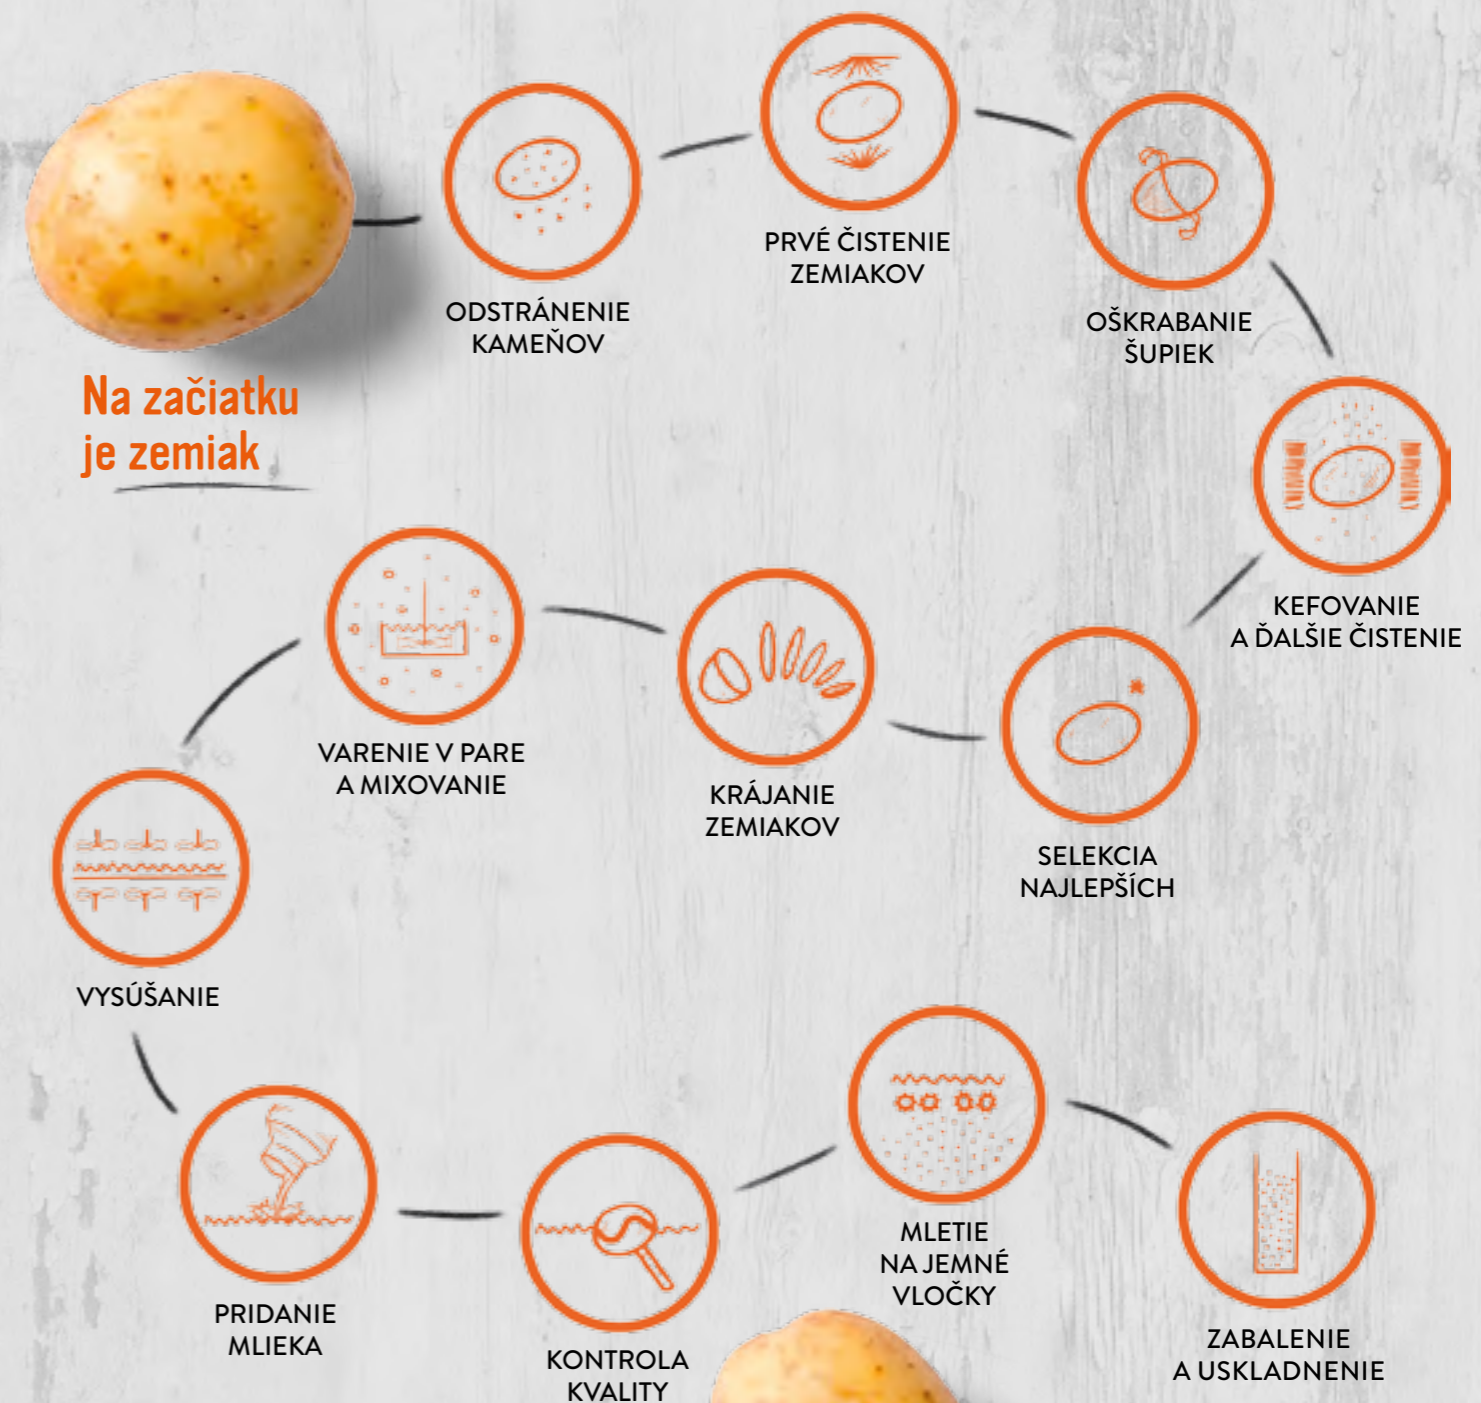 Na začiatku
je zemiak
ODSTRÁNENIE
KAMEŇOV
PRVÉ ČISTENIE
ZEMIAKOV
OŠKRABANIE
ŠUPIEK
KEFOVANIE
A ĎALŠIE ČISTENIE
SELEKCIA
NAJLEPŠÍCH
KRÁJANIE
ZEMIAKOV
VARENIE V PARE
A MIXOVANIE
VYSÚŠANIE
PRIDANIE
MLIEKA
KONTROLA
KVALITY
MLETIE
NA JEMNÉ
VLOČKY
ZABALENIE
A USKLADNENIE